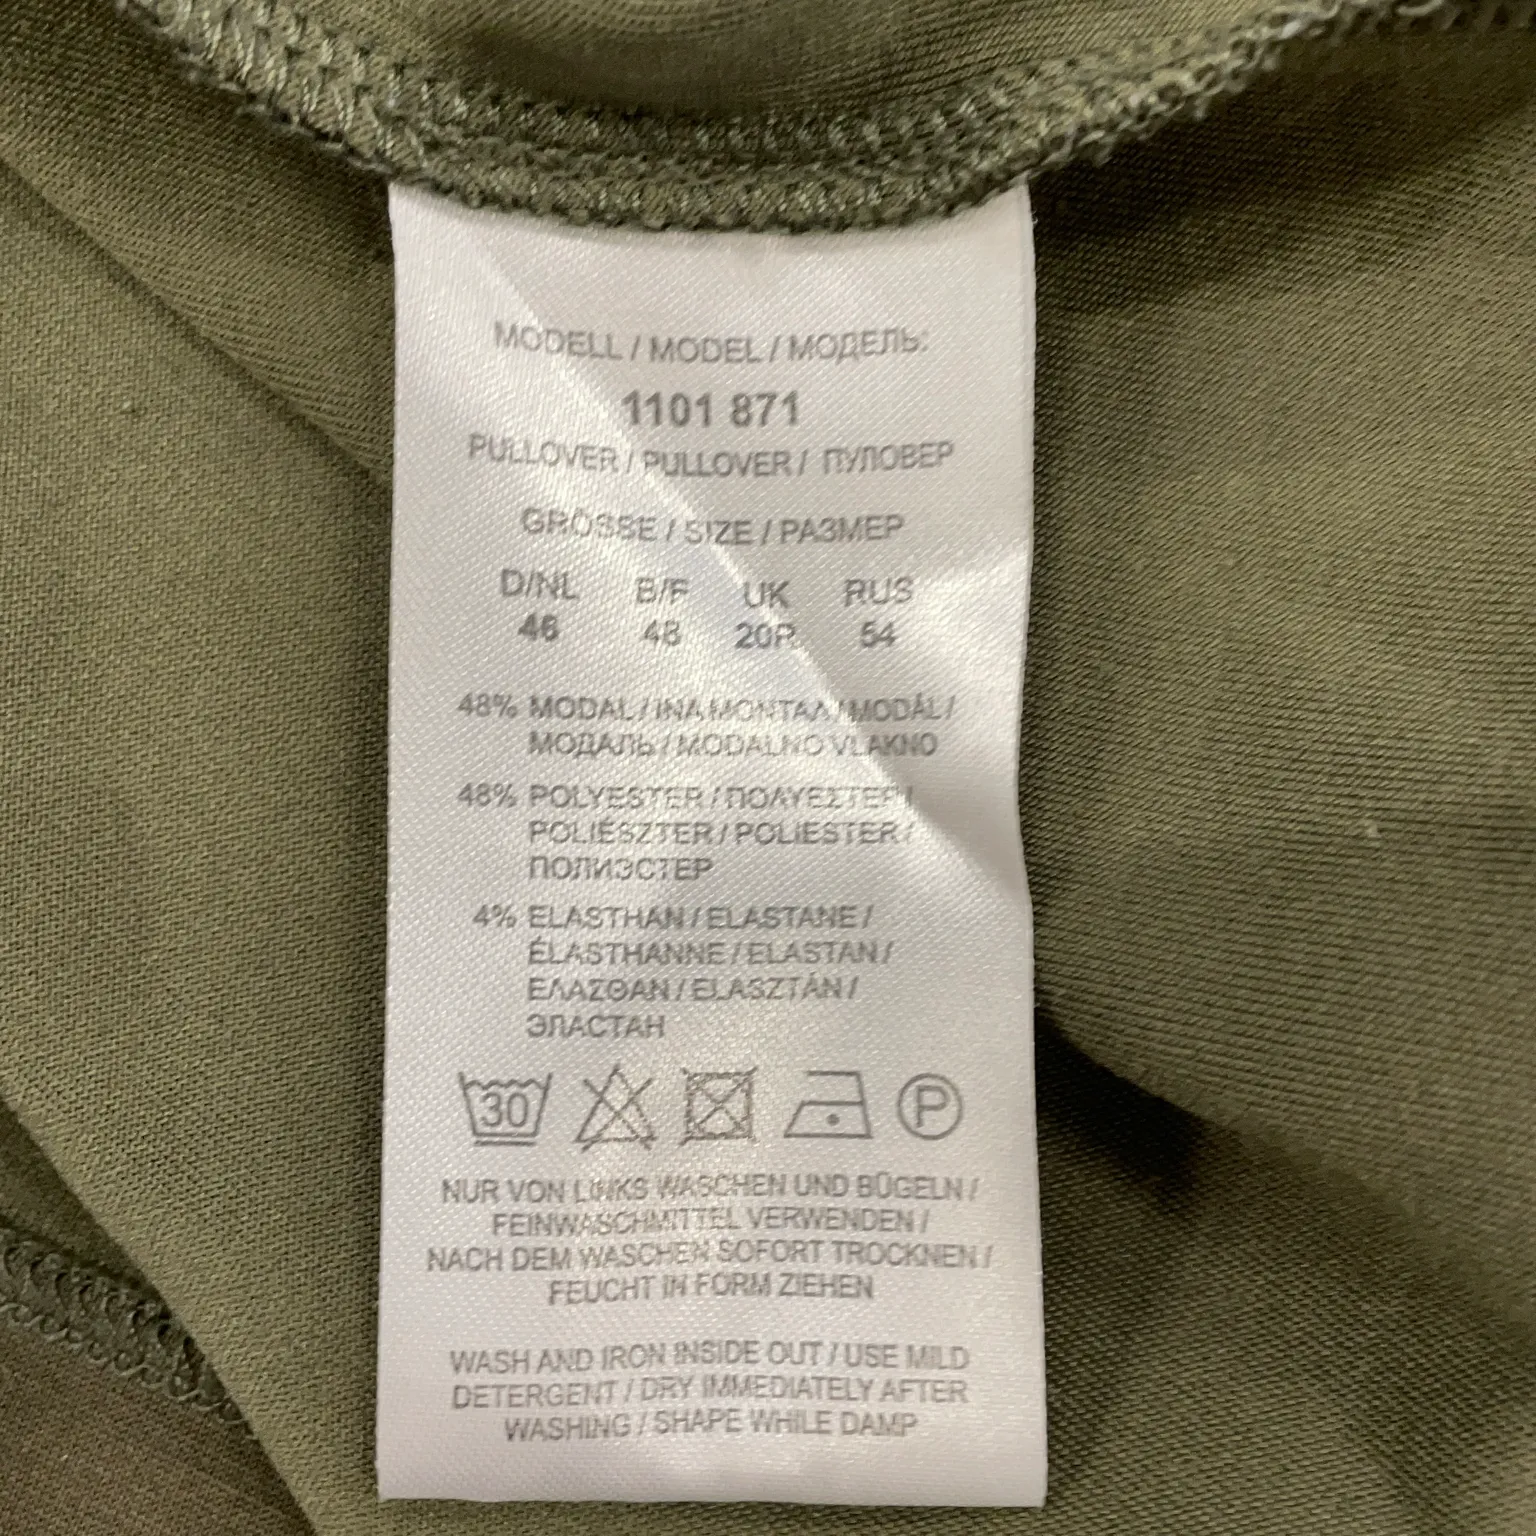 MODELL / MODEL / МОДЕЛЬ:
1101 871
PULLOVER / PULLOVER / ПУЛОВЕР
GRÖSSE / SIZE / РАЗМЕР
D/NL B/F UK RUS
46 48 20R 54
48% MODAL / ΙΝΑ ΜΟΝΤΑΛ / MODÁL /
МОДАЛЬ / MODALNO VLAKNO
48% POLYESTER / ΠΟΛΥΕΣΤΕΡ /
POLIÉSZTER / POLIESTER /
ПОЛИЭСТЕР
4% ELASTHAN / ELASTANE /
ÉLASTHANNE / ELASTAN /
ΕΛΑΣΘΑΝ / ELASZTÁN /
ЭЛАСТАН
30 P
NUR VON LINKS WASCHEN UND BÜGELN /
FEINWASCHMITTEL VERWENDEN /
NACH DEM WASCHEN SOFORT TROCKNEN /
FEUCHT IN FORM ZIEHEN
WASH AND IRON INSIDE OUT / USE MILD
DETERGENT / DRY IMMEDIATELY AFTER
WASHING / SHAPE WHILE DAMP